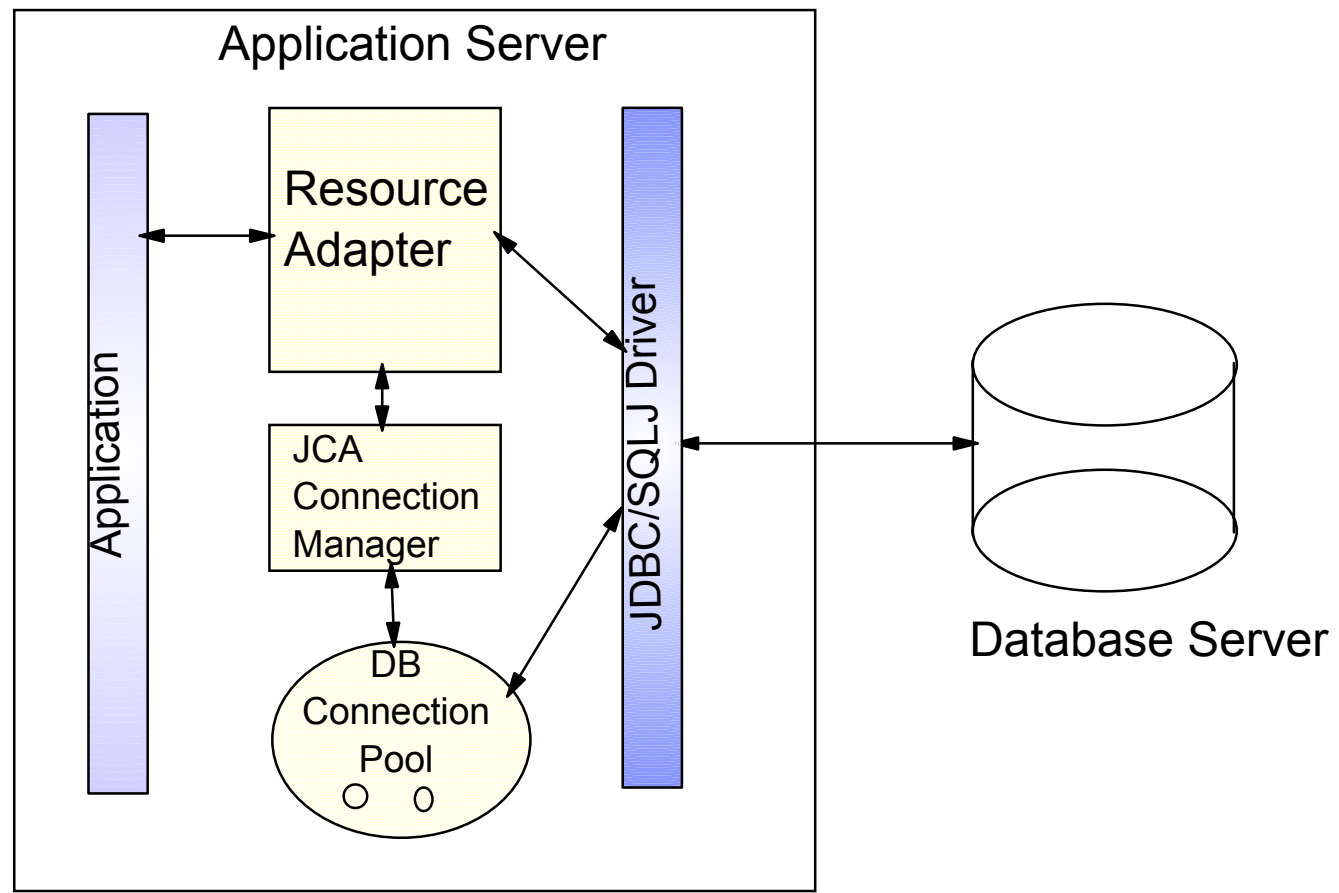 Application Server
Application
Resource
Adapter
JCA
Connection
Manager
DB
Connection
Pool
JDBC/SQLJ Driver
Database Server